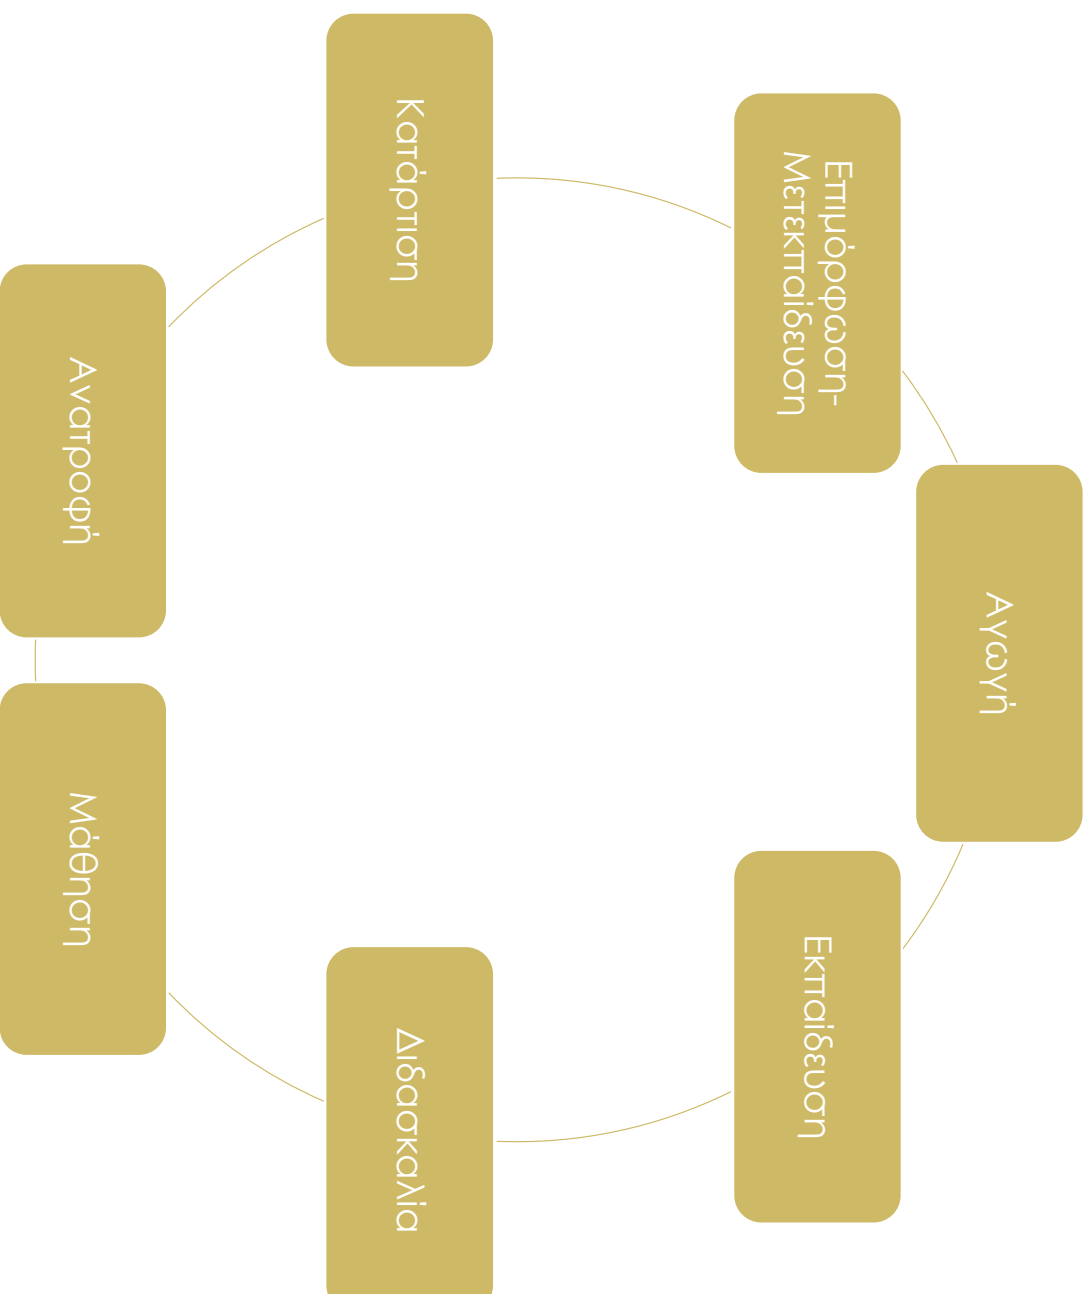 Αγωγή
Εκπαίδευση
Διδασκαλία
Μάθηση
Ανατροφή
Κατάρτιση
Επιμόρφωση-
Μετεκπαίδευση